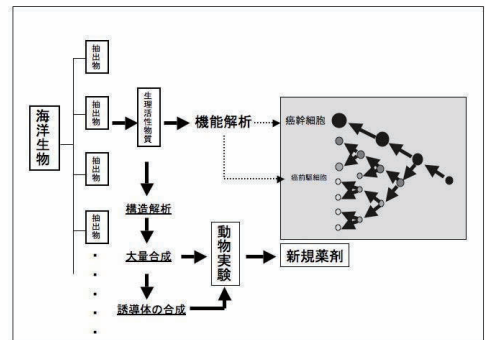 海洋生物
抽出物
抽出物
抽出物
抽出物
生理活性物質
機能解析
癌幹細胞
癌前駆細胞
構造解析
大量合成
誘導体の合成
動物実験
新規薬剤